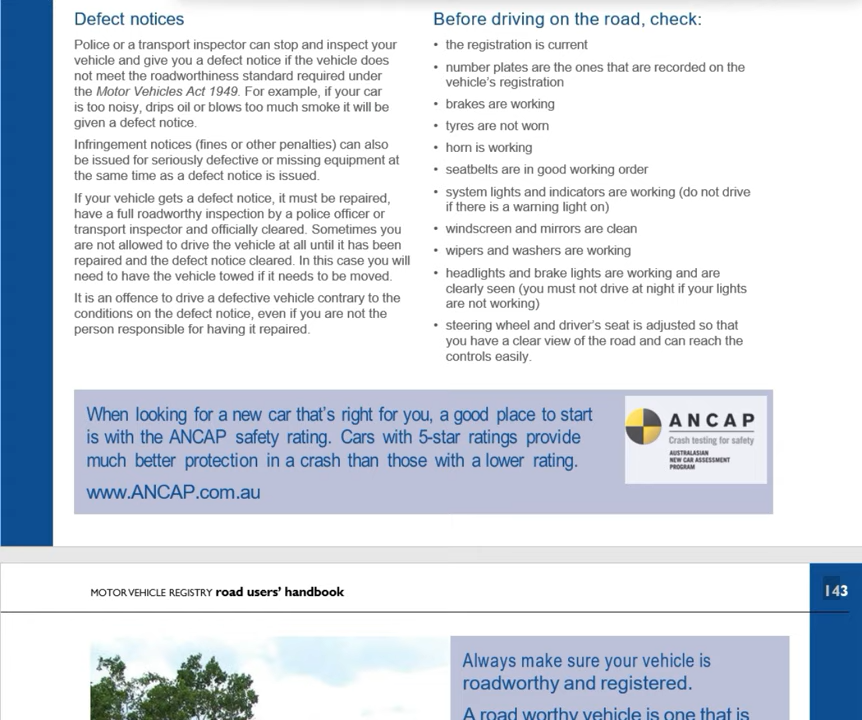 Defect notices
Police or a transport inspector can stop and inspect your
vehicle and give you a defect notice if the vehicle does
not meet the roadworthiness standard required under
the Motor Vehicles Act 1949. For example, if your car
is too noisy, drips oil or blows too much smoke it will be
given a defect notice.
Infringement notices (fines or other penalties) can also
be issued for seriously defective or missing equipment at
the same time as a defect notice is issued.
If your vehicle gets a defect notice, it must be repaired,
have a full roadworthy inspection by a police officer or
transport inspector and officially cleared. Sometimes you
are not allowed to drive the vehicle at all until it has been
repaired and the defect notice cleared. In this case you will
need to have the vehicle towed if it needs to be moved.
It is an offence to drive a defective vehicle contrary to the
conditions on the defect notice, even if you are not the
person responsible for having it repaired.
Before driving on the road, check:
• the registration is current
• number plates are the ones that are recorded on the
vehicle's registration
• brakes are working
• tyres are not worn
• horn is working
• seatbelts are in good working order
• system lights and indicators are working (do not drive
if there is a warning light on)
• windscreen and mirrors are clean
• wipers and washers are working
• headlights and brake lights are working and are
clearly seen (you must not drive at night if your lights
are not working)
• steering wheel and driver's seat is adjusted so that
you have a clear view of the road and can reach the
controls easily.
When looking for a new car that's right for you, a good place to start
is with the ANCAP safety rating. Cars with 5-star ratings provide
much better protection in a crash than those with a lower rating.
www.ANCAP.com.au
ANCAP
Crash testing for safety
AUSTRALASIAN
NEW CAR ASSESSMENT
PROGRAM
MOTOR VEHICLE REGISTRY road users' handbook
143
Always make sure your vehicle is
roadworthy and registered.
A road worthy vehicle is one that is